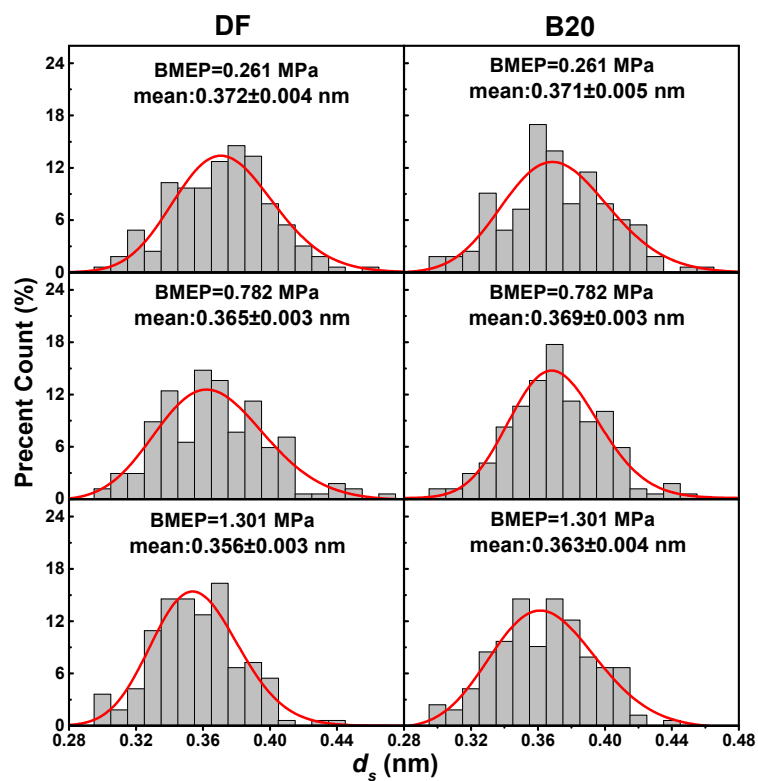 DF
B20
24
18
12
6
0
BMEP=0.261 MPa
mean:0.372±0.004 nm
BMEP=0.261 MPa
mean:0.371±0.005 nm
24
18
12
6
0
BMEP=0.782 MPa
mean:0.365±0.003 nm
BMEP=0.782 MPa
mean:0.369±0.003 nm
24
18
12
6
0
BMEP=1.301 MPa
mean:0.356±0.003 nm
BMEP=1.301 MPa
mean:0.363±0.004 nm
Precent Count (%)
0.28 0.32 0.36 0.40 0.44 0.28 0.32 0.36 0.40 0.44 0.48
ds (nm)